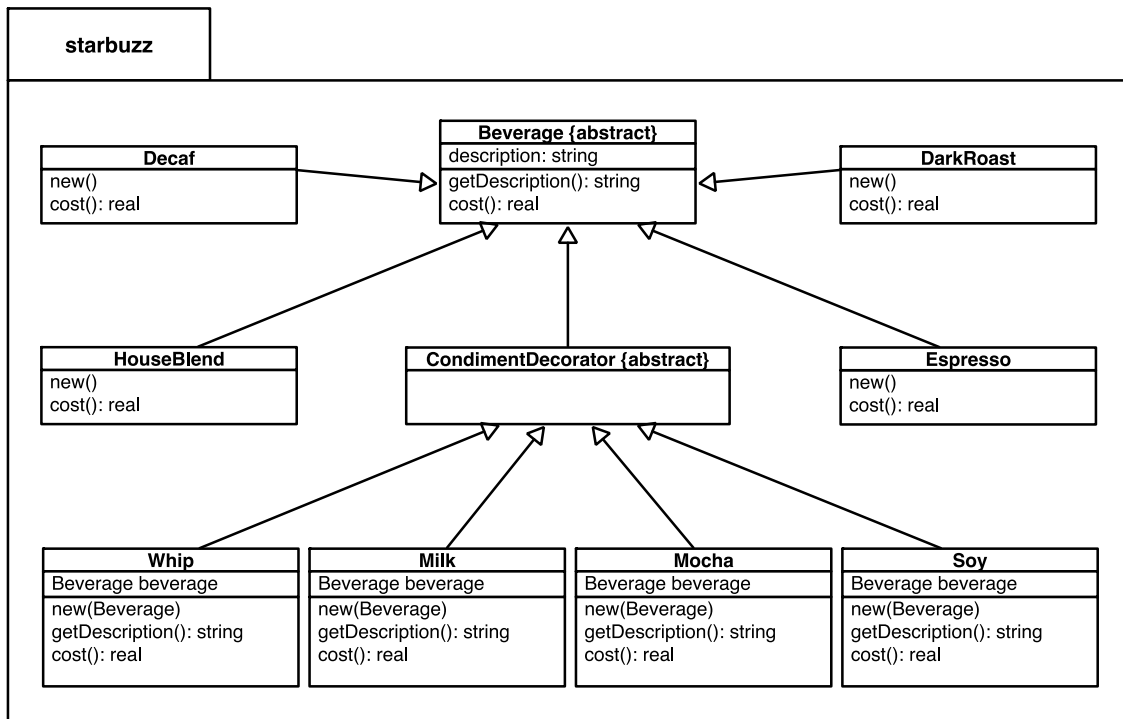 starbuzz
Beverage {abstract}
description: string
getDescription(): string
cost(): real
Decaf
new()
cost(): real
DarkRoast
new()
cost(): real
HouseBlend
new()
cost(): real
CondimentDecorator {abstract}
Espresso
new()
cost(): real
Whip
Beverage beverage
new(Beverage)
getDescription(): string
cost(): real
Milk
Beverage beverage
new(Beverage)
getDescription(): string
cost(): real
Mocha
Beverage beverage
new(Beverage)
getDescription(): string
cost(): real
Soy
Beverage beverage
new(Beverage)
getDescription(): string
cost(): real